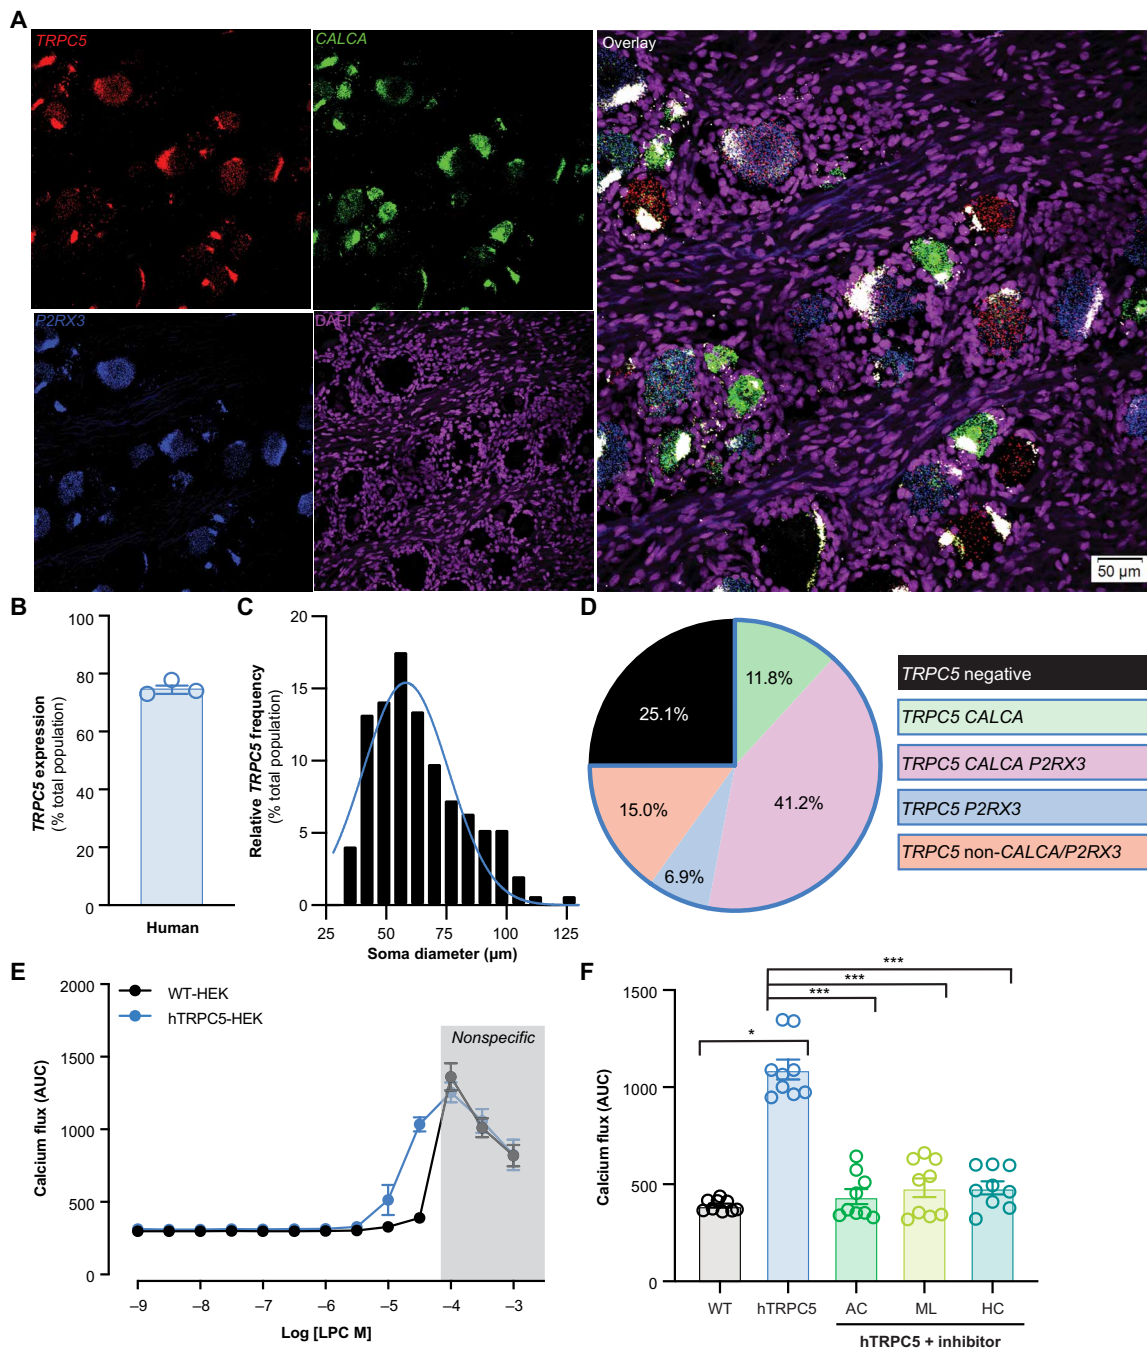 A
TRPC5
CALCA
Overlay
P2RX3
DAPI
50 µm
B
TRPC5 expression
(% total population)
100
80
60
40
20
0
Human
C
Relative TRPC5 frequency
(% total population)
20
15
10
5
0
25
50
75
100
125
Soma diameter (µm)
D
25.1%
11.8%
41.2%
6.9%
15.0%
TRPC5 negative
TRPC5 CALCA
TRPC5 CALCA P2RX3
TRPC5 P2RX3
TRPC5 non-CALCA/P2RX3
E
Calcium flux (AUC)
2000
1500
1000
500
0
WT-HEK
hTRPC5-HEK
Nonspecific
–9
–8
–7
–6
–5
–4
–3
Log [LPC M]
F
Calcium flux (AUC)
1500
1000
500
0
*
***
***
***
WT
hTRPC5
AC
ML
HC
hTRPC5 + inhibitor